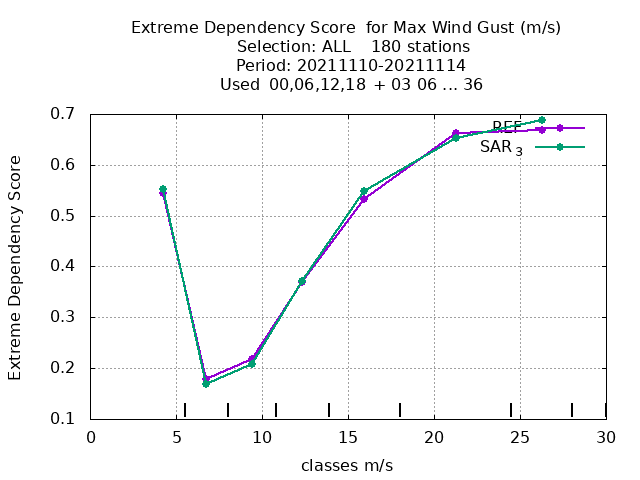 Extreme Dependency Score for Max Wind Gust (m/s)
Selection: ALL 180 stations
Period: 20211110-20211114
Used 00,06,12,18 + 03 06 ... 36
Extreme Dependency Score
0.7
0.6
0.5
0.4
0.3
0.2
0.1
REF
SAR 3
0 5 10 15 20 25 30
classes m/s